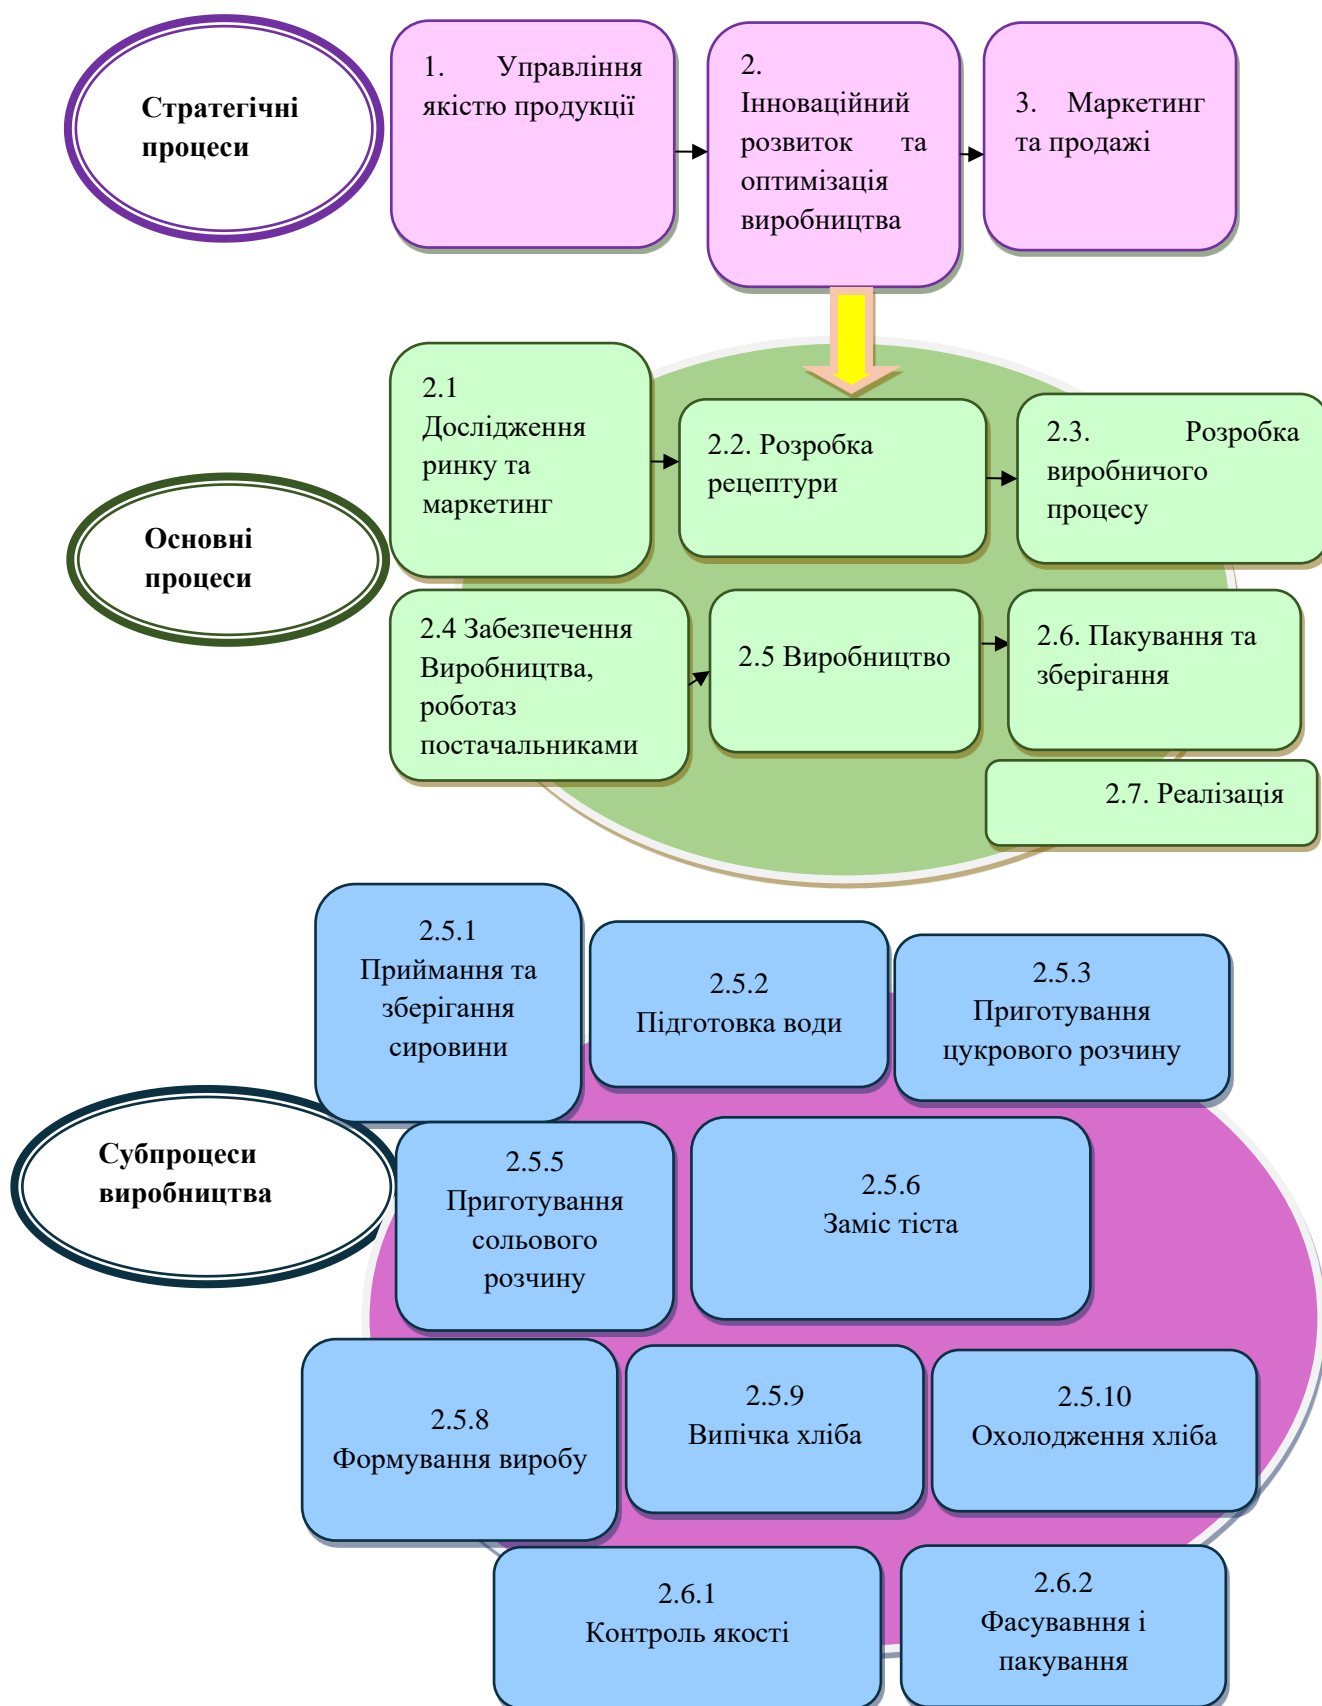 Стратегічні
процеси
1. Управління
якістю продукції
2.
Інноваційний
розвиток та
оптимізація
виробництва
3. Маркетинг
та продажі
Основні
процеси
2.1
Дослідження
ринку та
маркетинг
2.2. Розробка
рецептури
2.3. Розробка
виробничого
процесу
2.4 Забезпечення
Виробництва,
роботаз
постачальниками
2.5 Виробництво
2.6. Пакування та
зберігання
2.7. Реалізація
Субпроцеси
виробництва
2.5.1
Приймання та
зберігання
сировини
2.5.2
Підготовка води
2.5.3
Приготування
цукрового розчину
2.5.5
Приготування
сольового
розчину
2.5.6
Заміс тіста
2.5.8
Формування виробу
2.5.9
Випічка хліба
2.5.10
Охолодження хліба
2.6.1
Контроль якості
2.6.2
Фасувавння і
пакування